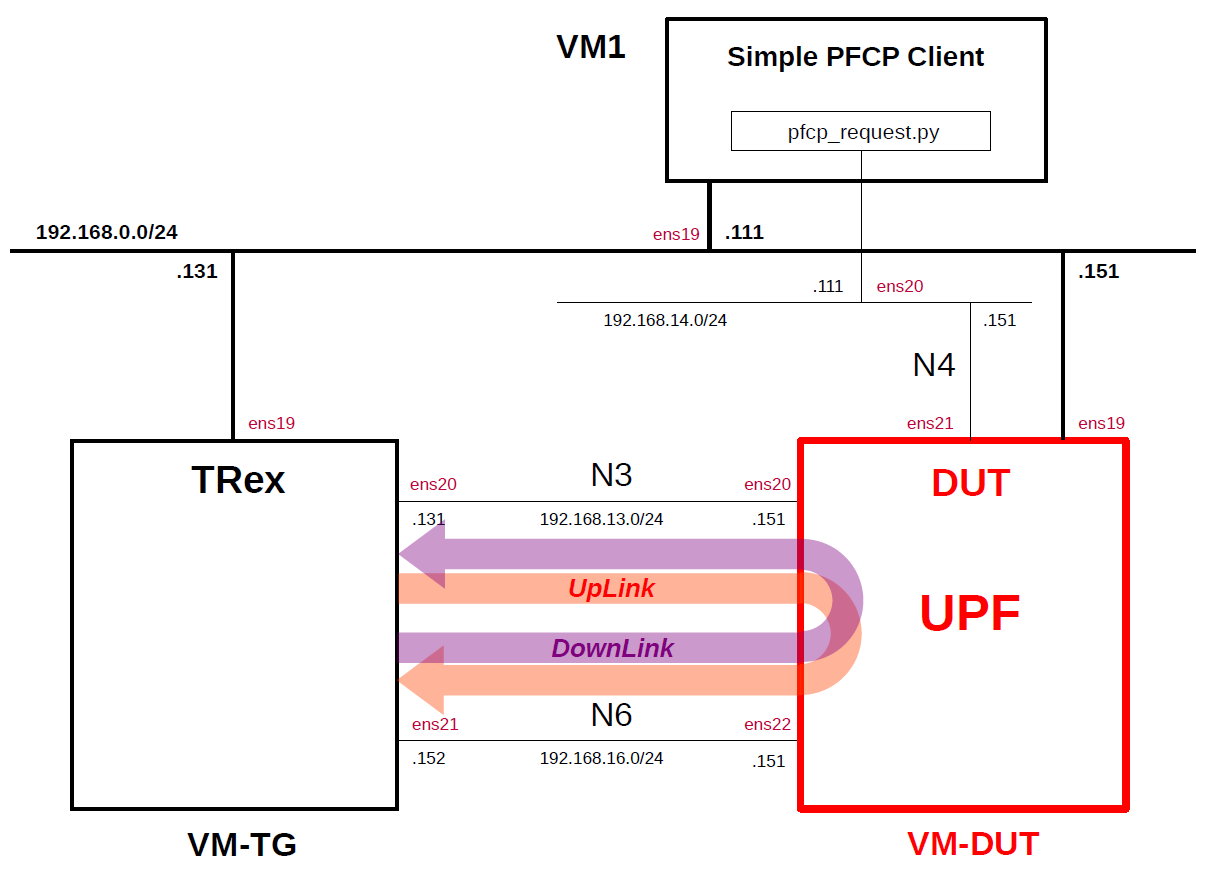 VM1
Simple PFCP Client
pfcp_request.py
192.168.0.0/24
ens19
.111
.131
.151
.111
ens20
192.168.14.0/24
.151
N4
ens19
ens21
ens19
TRex
N3
DUT
ens20
ens20
.131
192.168.13.0/24
.151
UpLink
UPF
DownLink
N6
ens21
ens22
.152
192.168.16.0/24
.151
VM-TG
VM-DUT